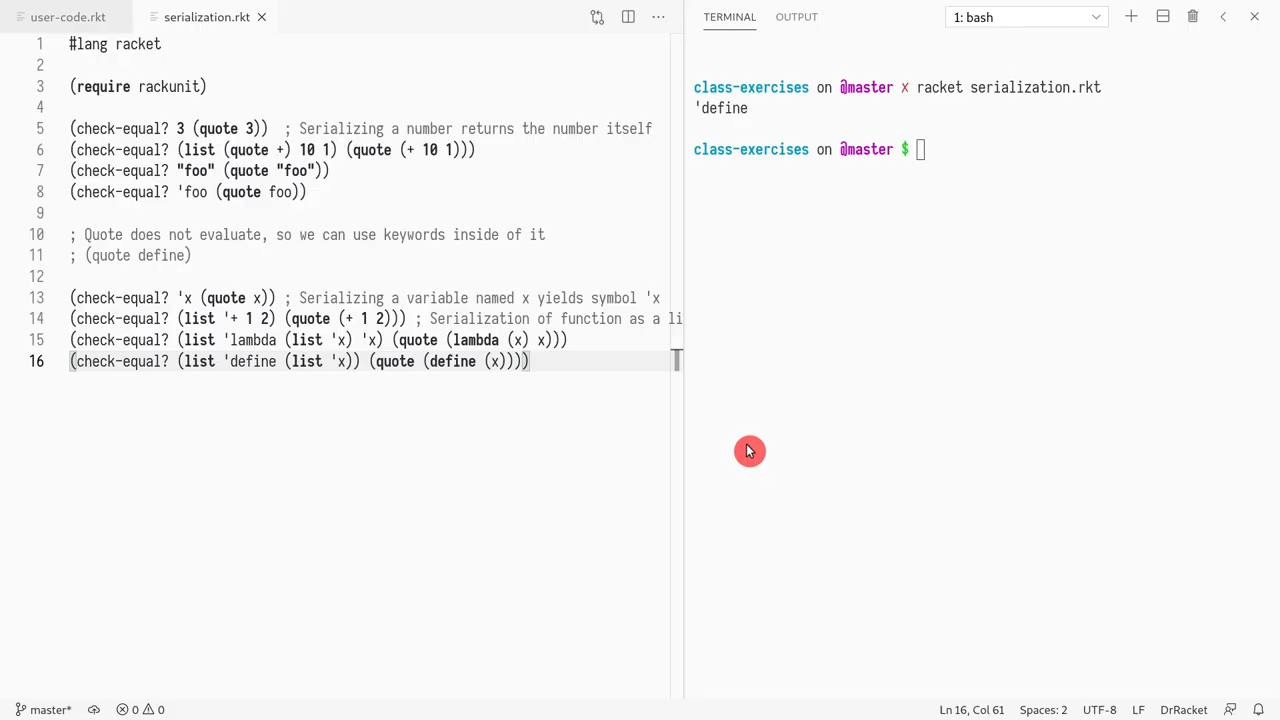 user-code.rkt
serialization.rkt
TERMINAL
OUTPUT
1: bash
1 #lang racket
2
3 (require rackunit)
4
5 (check-equal? 3 (quote 3))  ; Serializing a number returns the number itself
6 (check-equal? (list (quote +) 10 1) (quote (+ 10 1)))
7 (check-equal? "foo" (quote "foo"))
8 (check-equal? 'foo (quote foo))
9
10 ; Quote does not evaluate, so we can use keywords inside of it
11 ; (quote define)
12
13 (check-equal? 'x (quote x)) ; Serializing a variable named x yields symbol 'x
14 (check-equal? (list '+ 1 2) (quote (+ 1 2))) ; Serialization of function as a li
15 (check-equal? (list 'lambda (list 'x) 'x) (quote (lambda (x) x)))
16 (check-equal? (list 'define (list 'x)) (quote (define (x))))
class-exercises on @master ✗ racket serialization.rkt
'define
class-exercises on @master $
master*
0
0
Ln 16, Col 61
Spaces: 2
UTF-8
LF
DrRacket